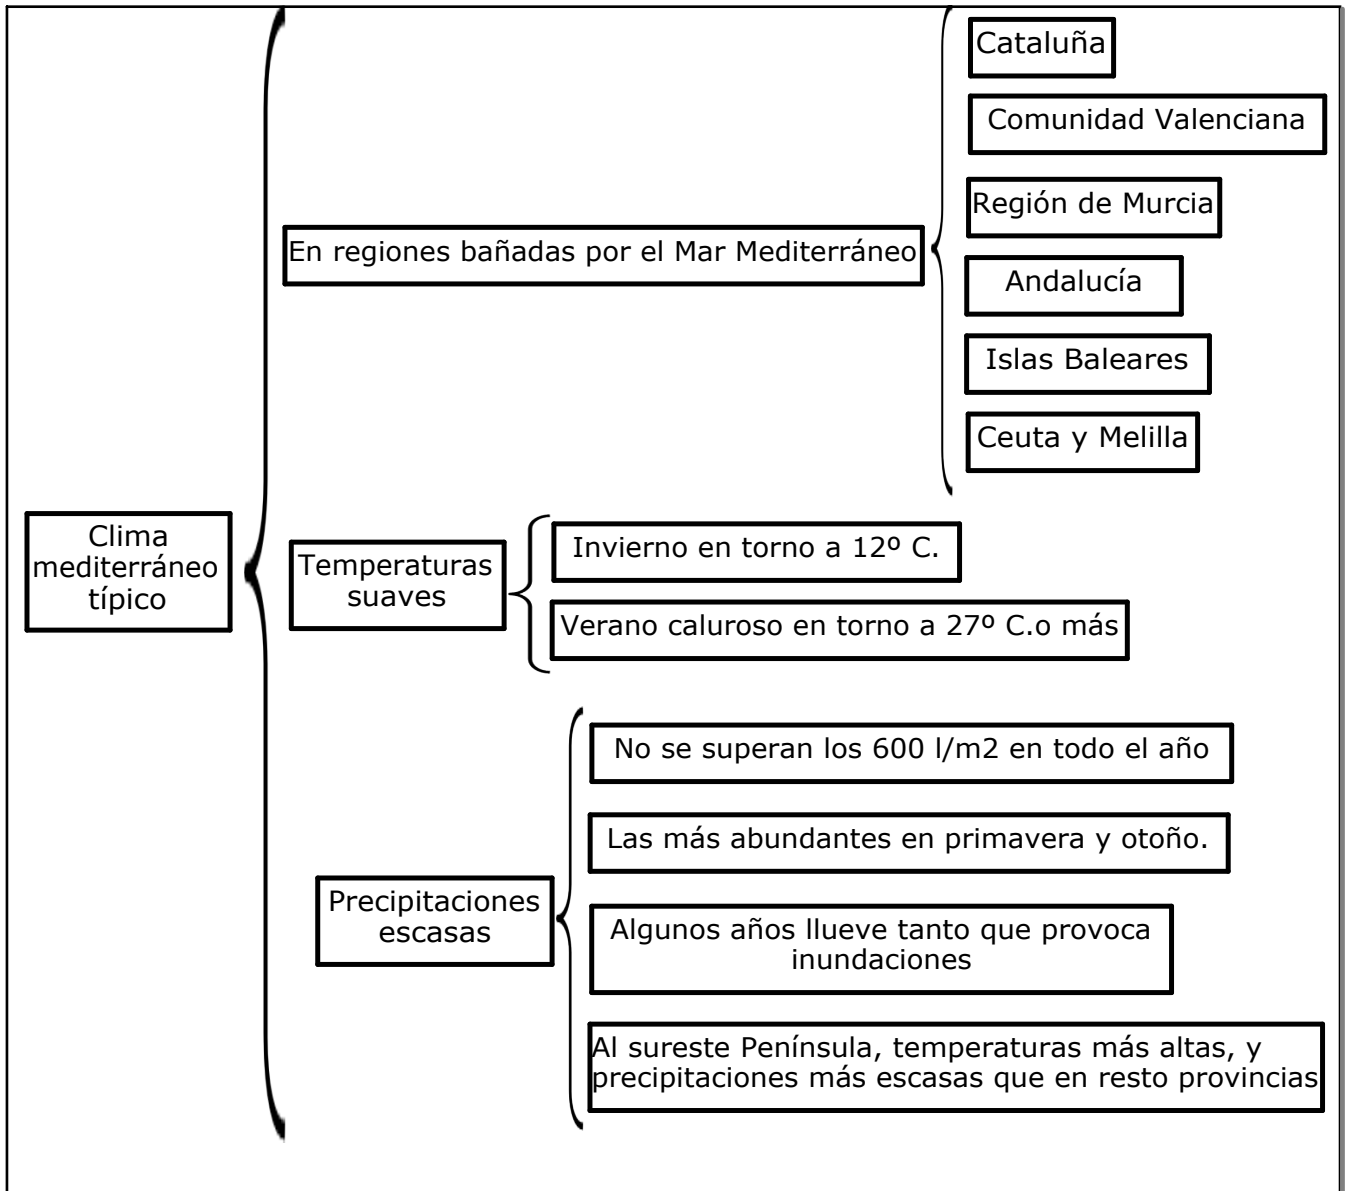 Cataluña
Comunidad Valenciana
Región de Murcia
En regiones bañadas por el Mar Mediterráneo
Andalucía
Islas Baleares
Ceuta y Melilla
Clima
mediterráneo
típico
Temperaturas
suaves
Invierno en torno a 12º C.
Verano caluroso en torno a 27º C.o más
Precipitaciones
escasas
No se superan los 600 l/m2 en todo el año
Las más abundantes en primavera y otoño.
Algunos años llueve tanto que provoca
inundaciones
Al sureste Península, temperaturas más altas, y
precipitaciones más escasas que en resto provincias